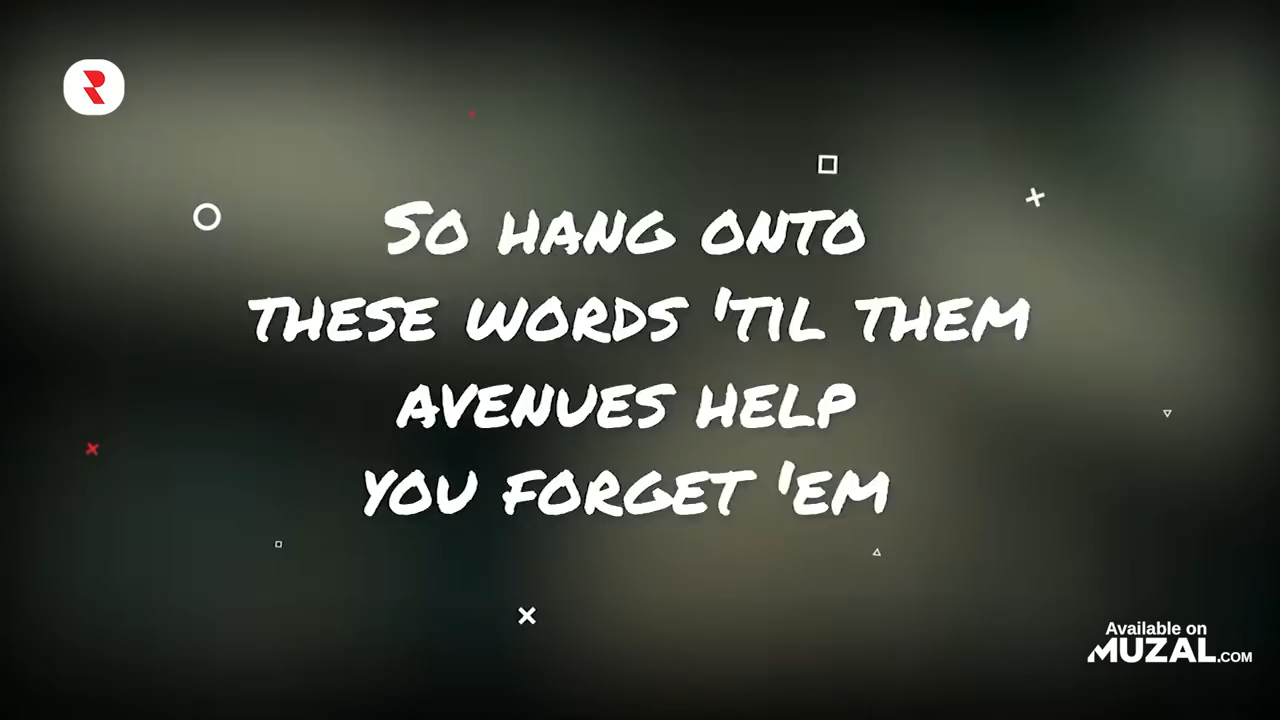 So hang onto
these words 'til them
avenues help
you forget 'em
Available on
MUZAL.COM